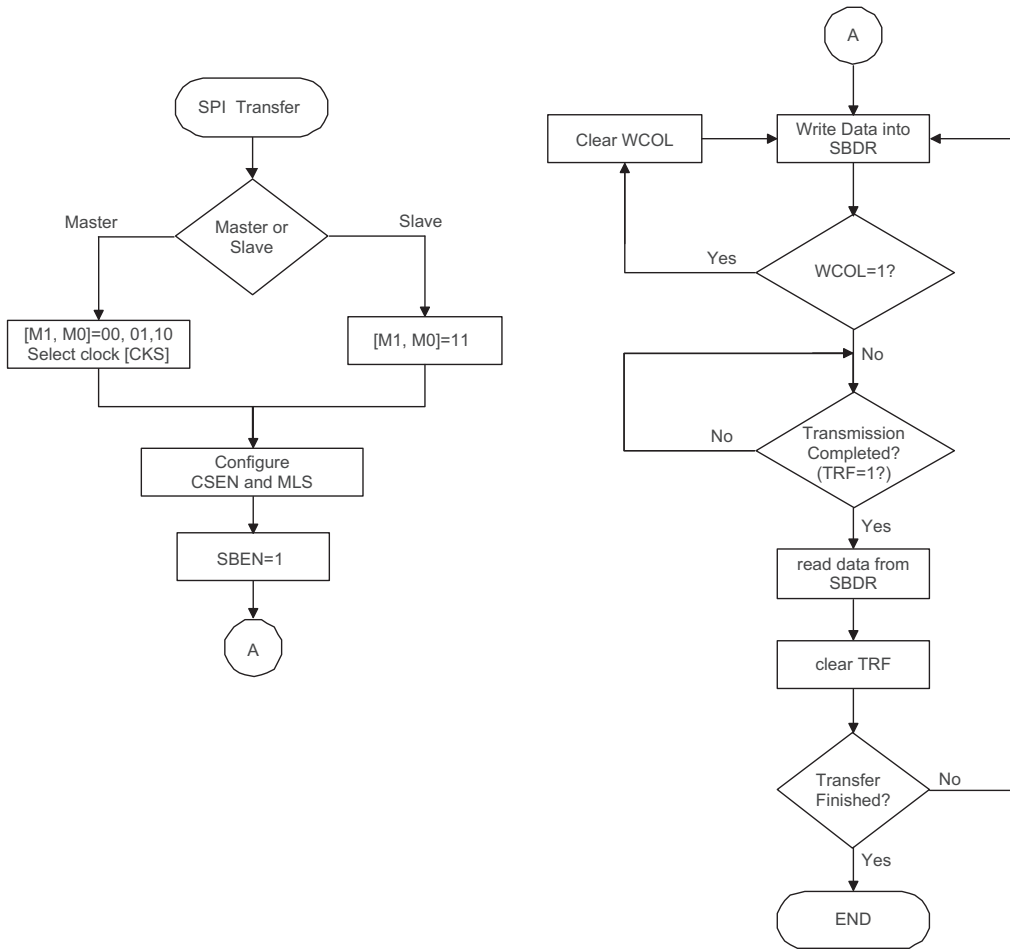 SPI Transfer
Master or
Slave
Master
Slave
[M1, M0]=00, 01,10
Select clock [CKS]
[M1, M0]=11
Configure
CSEN and MLS
SBEN=1
A
A
Write Data into
SBDR
Clear WCOL
WCOL=1?
Yes
No
Transmission
Completed?
(TRF=1?)
No
Yes
read data from
SBDR
clear TRF
Transfer
Finished?
No
Yes
END